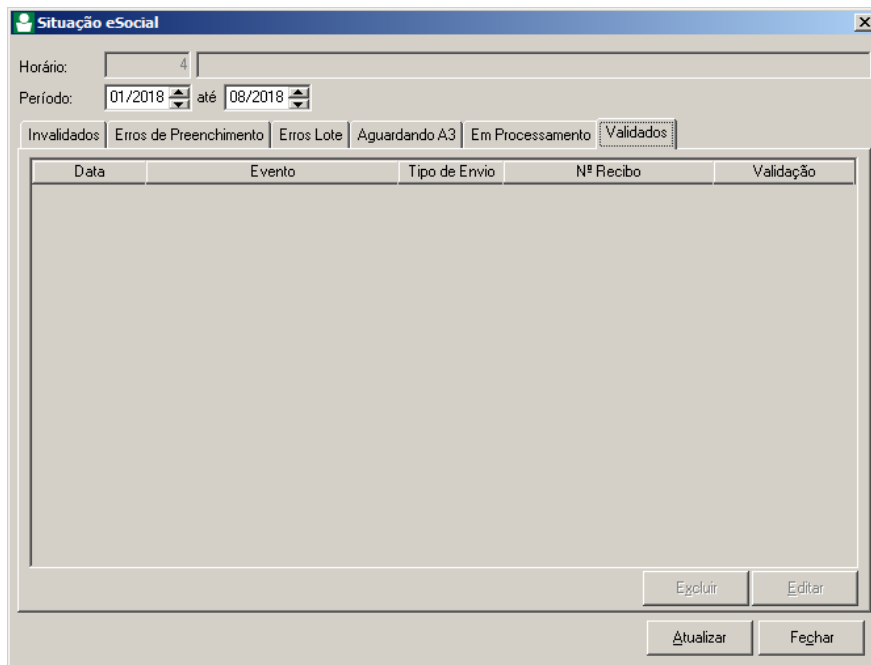 Situação eSocial
Horário: 4
Período: 01/2018 até 08/2018
Invalidados Erros de Preenchimento Erros Lote Aguardando A3 Em Processamento Validados
Data Evento Tipo de Envio Nª Recibo Validação
Excluir Editar
Atualizar Fechar